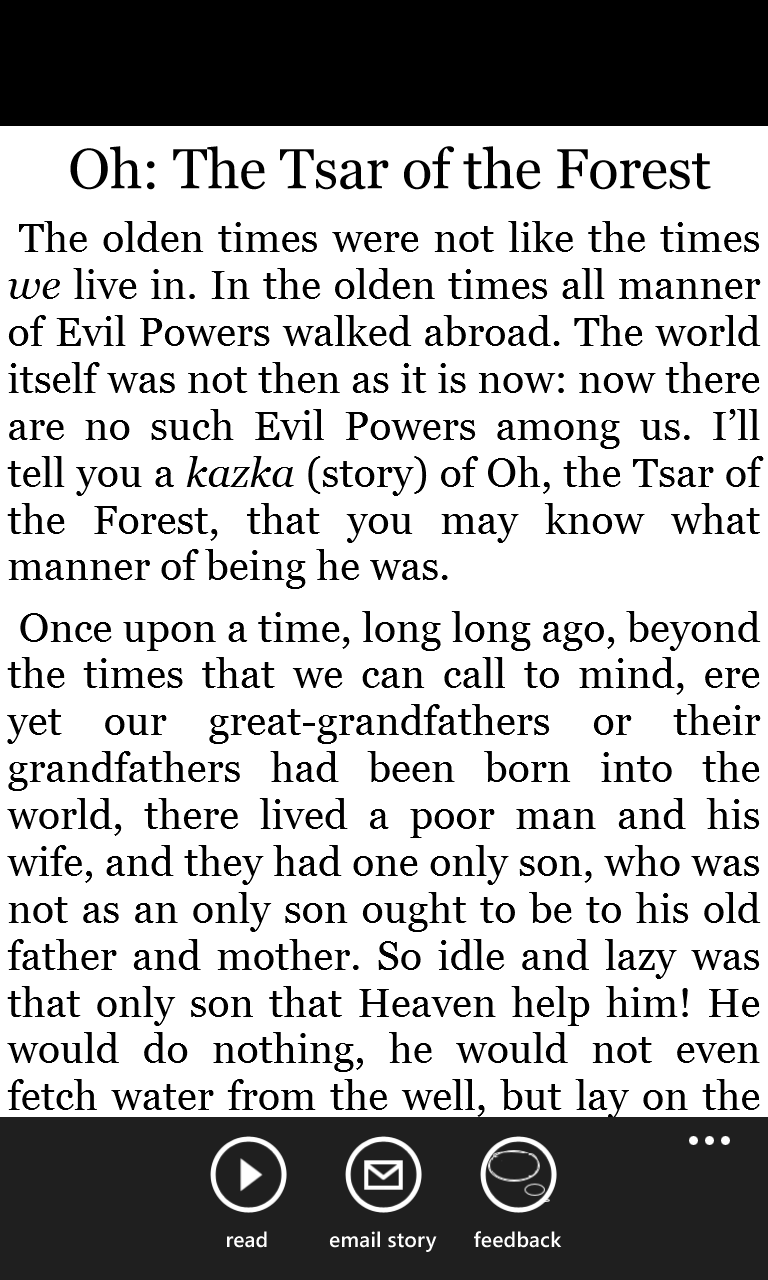 Oh: The Tsar of the Forest
The olden times were not like the times
we live in. In the olden times all manner
of Evil Powers walked abroad. The world
itself was not then as it is now: now there
are no such Evil Powers among us. I’ll
tell you a kazka (story) of Oh, the Tsar of
the Forest, that you may know what
manner of being he was.
Once upon a time, long long ago, beyond
the times that we can call to mind, ere
yet our great-grandfathers or their
grandfathers had been born into the
world, there lived a poor man and his
wife, and they had one only son, who was
not as an only son ought to be to his old
father and mother. So idle and lazy was
that only son that Heaven help him! He
would do nothing, he would not even
fetch water from the well, but lay on the
read
email story
feedback